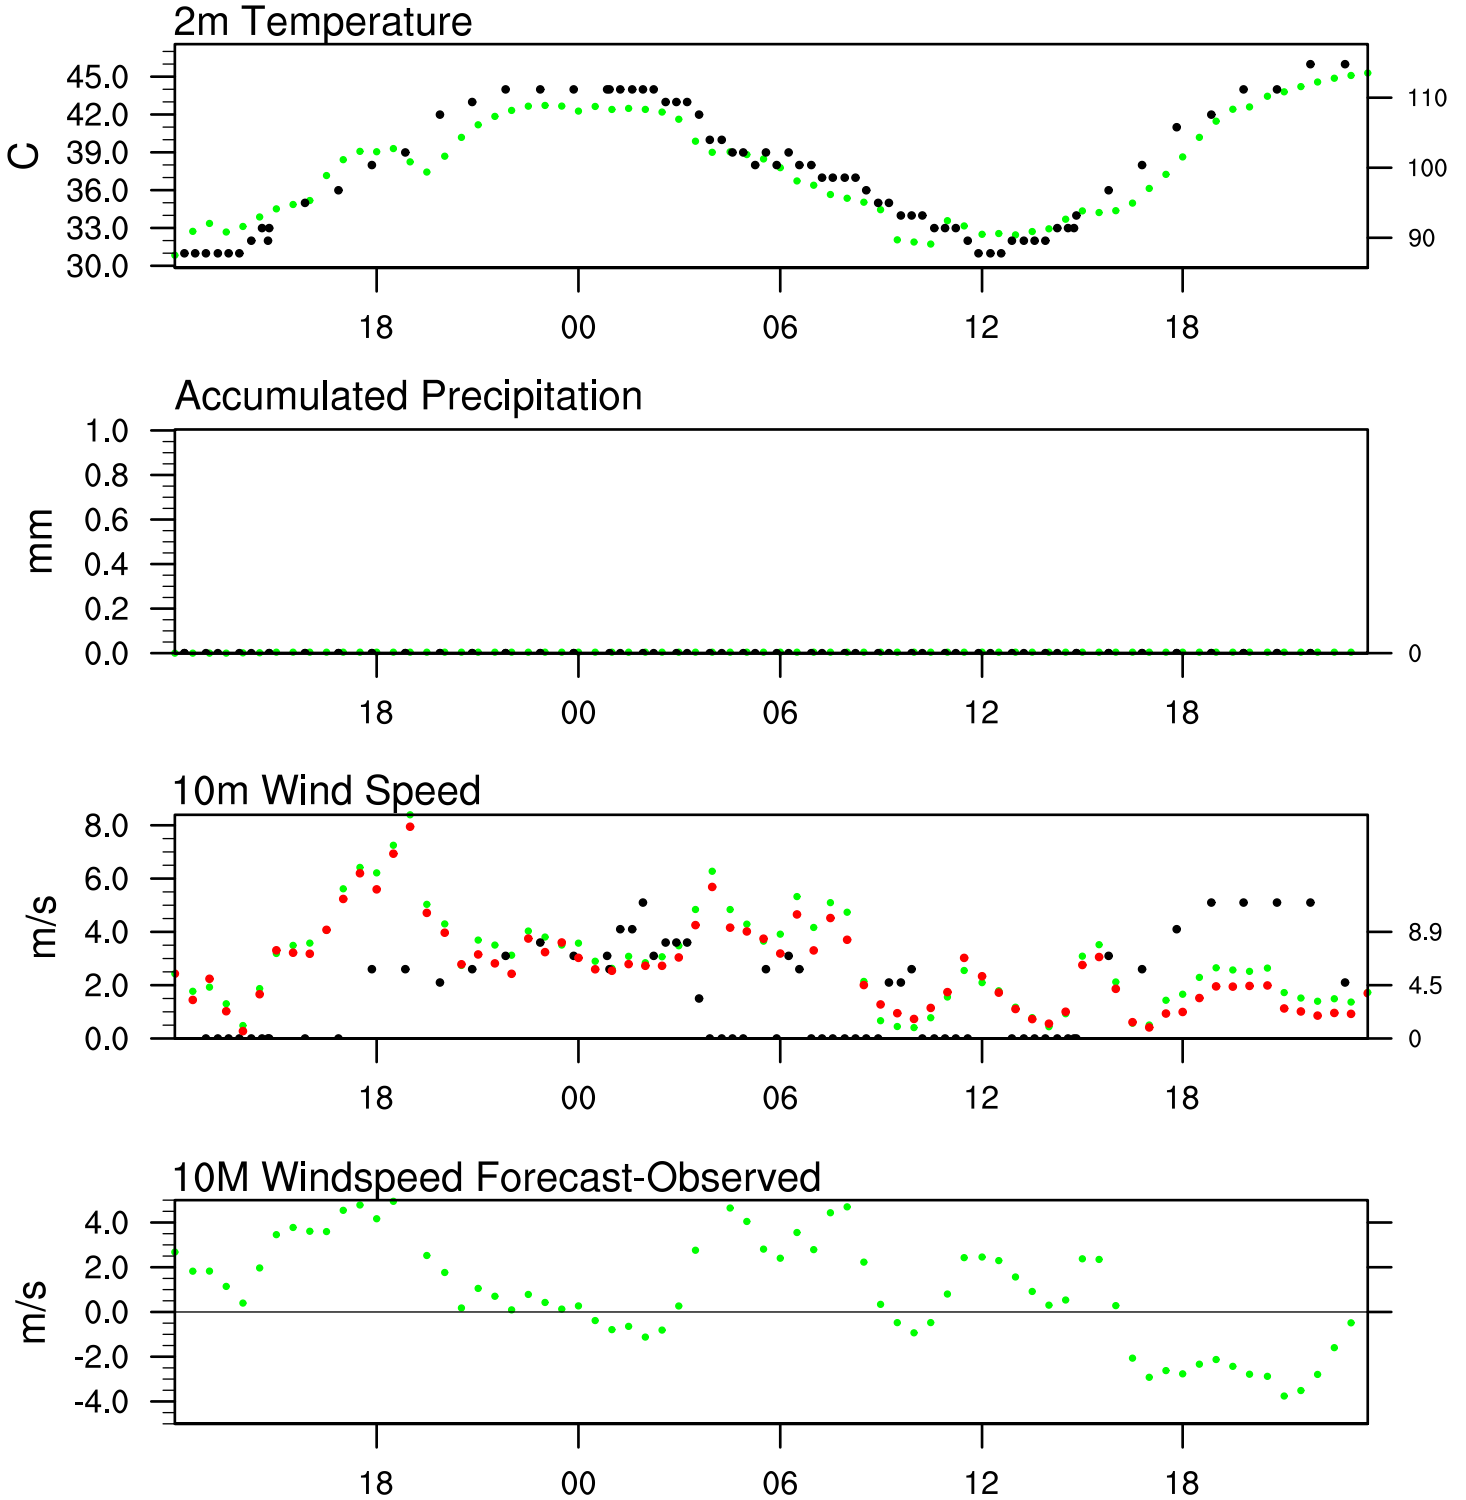 2m Temperature
C
45.0
42.0
39.0
36.0
33.0
30.0
110
100
90
18 00 06 12 18
Accumulated Precipitation
mm
1.0
0.8
0.6
0.4
0.2
0.0
0
18 00 06 12 18
10m Wind Speed
m/s
8.0
6.0
4.0
2.0
0.0
8.9
4.5
0
18 00 06 12 18
10M Windspeed Forecast-Observed
m/s
4.0
2.0
0.0
-2.0
-4.0
18 00 06 12 18